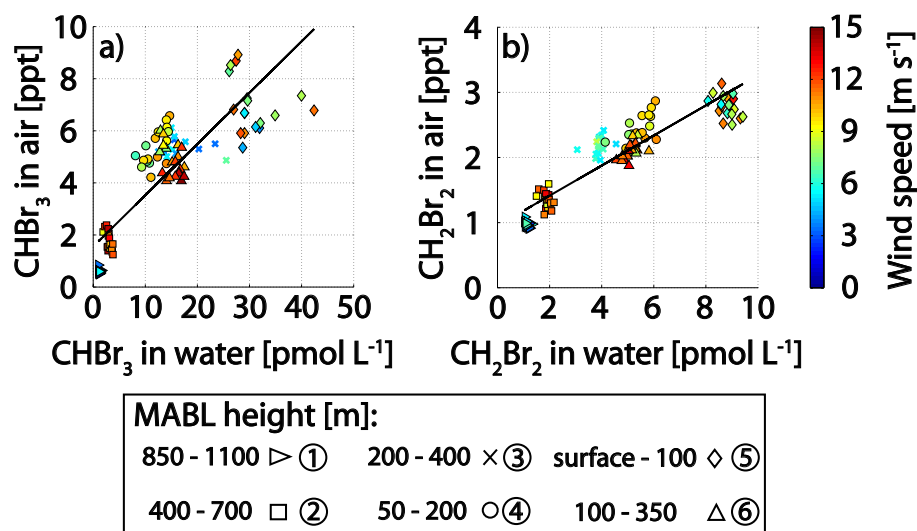 a)
CHBr3 in air [ppt]
10
8
6
4
2
0
0 10 20 30 40 50
CHBr3 in water [pmol L-1]
b)
CH2Br2 in air [ppt]
4
3
2
1
0
0 2 4 6 8 10
CH2Br2 in water [pmol L-1]
15
12
9
6
3
0
Wind speed [m s-1]
MABL height [m]:
850 - 1100 ▷ ① 200 - 400 × ③ surface - 100 ◇ ⑤
400 - 700 □ ② 50 - 200 ○ ④ 100 - 350 △ ⑥